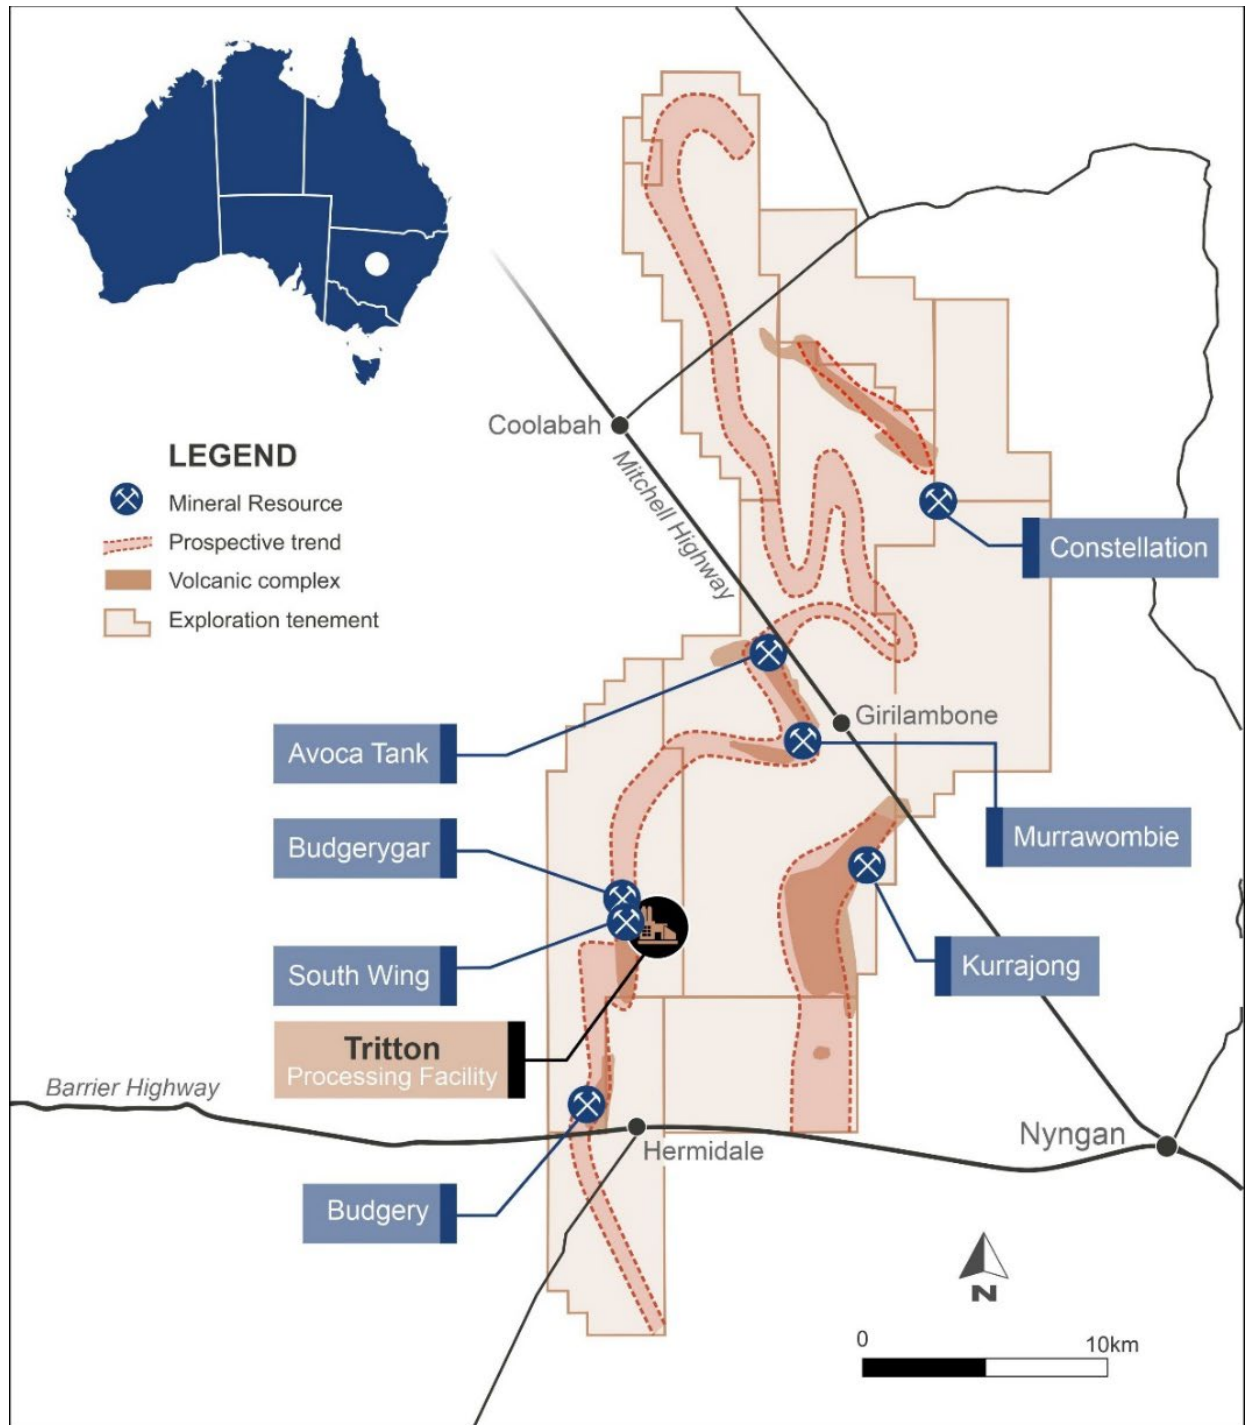 Coolabah
LEGEND
Mineral Resource
Prospective trend
Volcanic complex
Exploration tenement
Mitchell Highway
Constellation
Avoca Tank
Girilambone
Budgerygar
Murrawombie
South Wing
Kurrajong
Tritton
Processing Facility
Barrier Highway
Hermidale
Nyngan
Budgery
N
0
10km